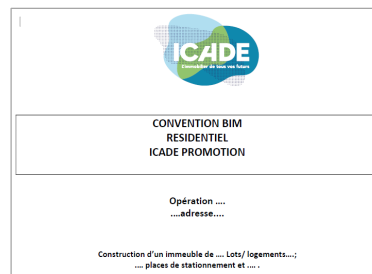 ICADE
L'immobilier de tous vos futurs
CONVENTION BIM
RESIDENTIEL
ICADE PROMOTION
Opération ....
....adresse....
Construction d'un immeuble de .... Lots/ logements....;
.... places de stationnement et .... .